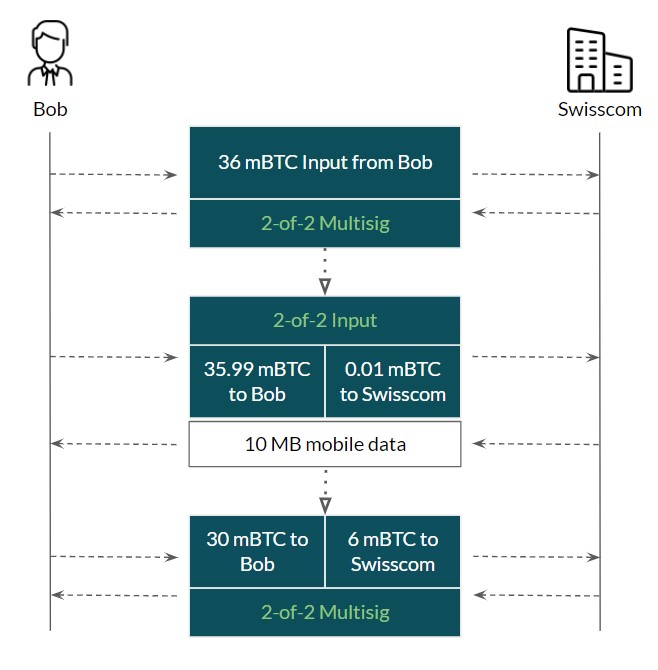 Bob
Swisscom
36 mBTC Input from Bob
2-of-2 Multisig
2-of-2 Input
35.99 mBTC
to Bob
0.01 mBTC
to Swisscom
10 MB mobile data
30 mBTC to
Bob
6 mBTC to
Swisscom
2-of-2 Multisig